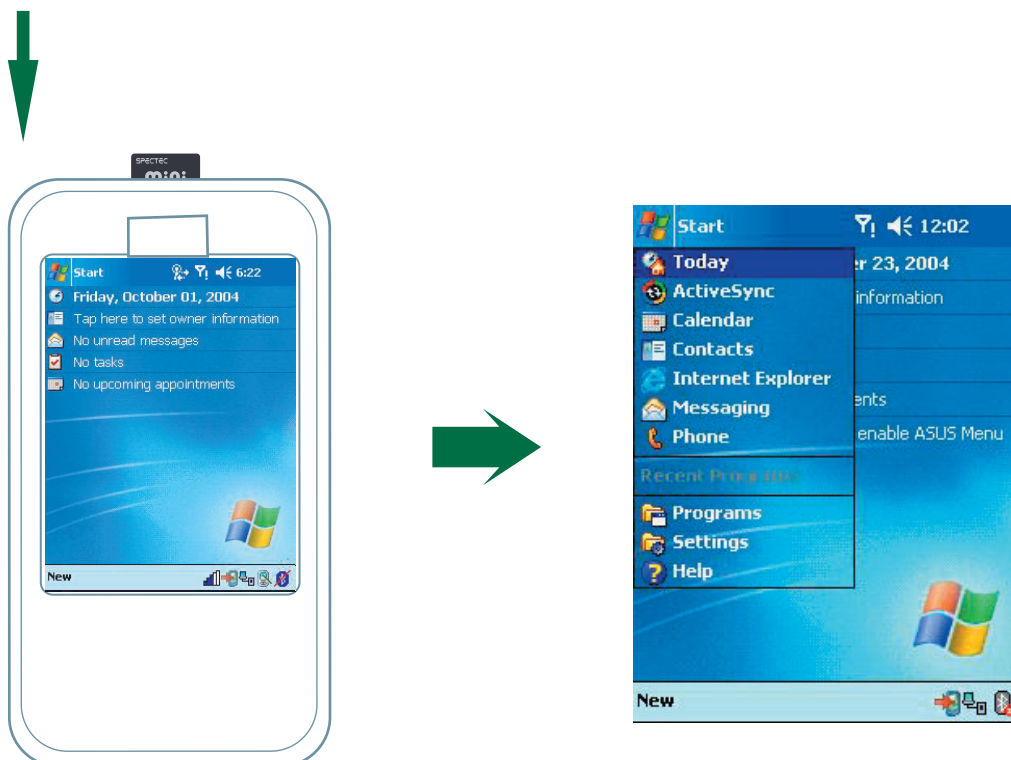 SPECTEC
mini
Start 6:22
Friday, October 01, 2004
Tap here to set owner information
No unread messages
No tasks
No upcoming appointments
New
Start 12:02
Today
er 23, 2004
ActiveSync
information
Calendar
Contacts
Internet Explorer
Messaging
ents
Phone
enable ASUS Menu
Recent Programs
Programs
Settings
Help
New